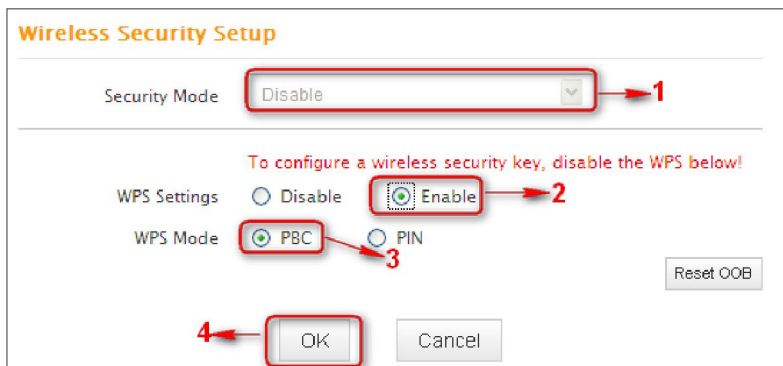 Wireless Security Setup
Security Mode Disable 1
To configure a wireless security key, disable the WPS below!
WPS Settings Disable Enable 2
WPS Mode PBC PIN
3
Reset OOB
4 OK Cancel